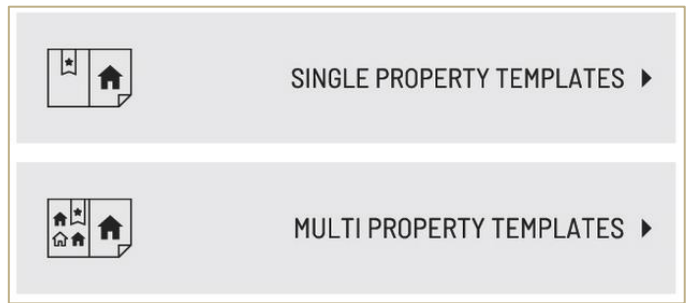 SINGLE PROPERTY TEMPLATES
MULTI PROPERTY TEMPLATES